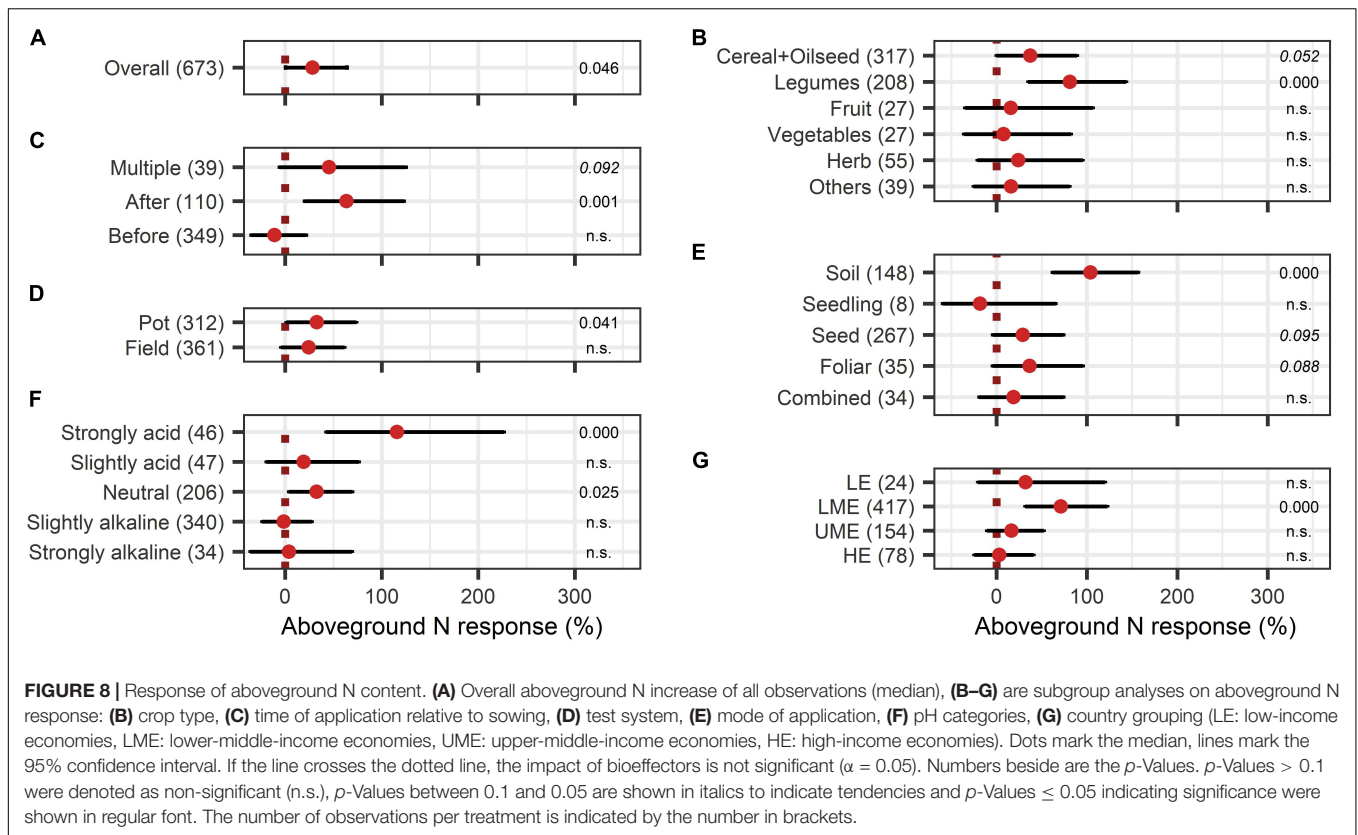 A
Overall (673)
0.046
C
Multiple (39)
0.092
After (110)
0.001
Before (349)
n.s.
D
Pot (312)
0.041
Field (361)
n.s.
F
Strongly acid (46)
0.000
Slightly acid (47)
n.s.
Neutral (206)
0.025
Slightly alkaline (340)
n.s.
Strongly alkaline (34)
n.s.
0 100 200 300
Aboveground N response (%)
B
Cereal+Oilseed (317)
0.052
Legumes (208)
0.000
Fruit (27)
n.s.
Vegetables (27)
n.s.
Herb (55)
n.s.
Others (39)
n.s.
E
Soil (148)
0.000
Seedling (8)
n.s.
Seed (267)
0.095
Foliar (35)
0.088
Combined (34)
n.s.
G
LE (24)
n.s.
LME (417)
0.000
UME (154)
n.s.
HE (78)
n.s.
0 100 200 300
Aboveground N response (%)
FIGURE 8 | Response of aboveground N content. (A) Overall aboveground N increase of all observations (median), (B–G) are subgroup analyses on aboveground N
response: (B) crop type, (C) time of application relative to sowing, (D) test system, (E) mode of application, (F) pH categories, (G) country grouping (LE: low-income
economies, LME: lower-middle-income economies, UME: upper-middle-income economies, HE: high-income economies). Dots mark the median, lines mark the
95% confidence interval. If the line crosses the dotted line, the impact of bioeffectors is not significant (α = 0.05). Numbers beside are the p-Values. p-Values > 0.1
were denoted as non-significant (n.s.), p-Values between 0.1 and 0.05 are shown in italics to indicate tendencies and p-Values ≤ 0.05 indicating significance were
shown in regular font. The number of observations per treatment is indicated by the number in brackets.